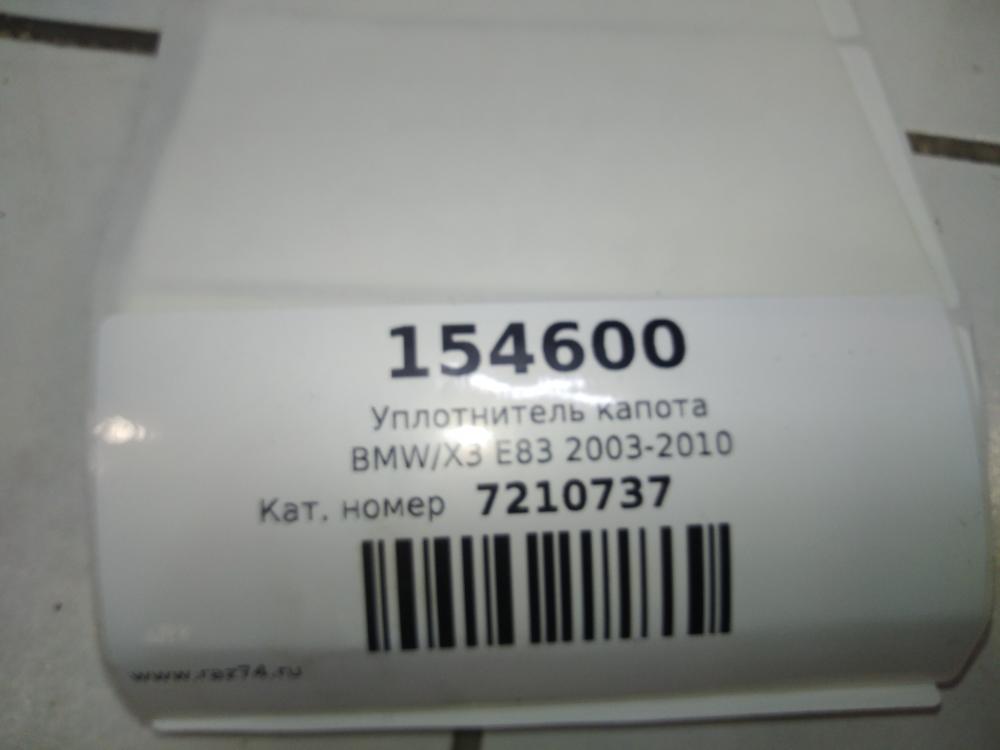 154600
Уплотнитель капота
BMW/X3 E83 2003-2010
Кат. номер 7210737